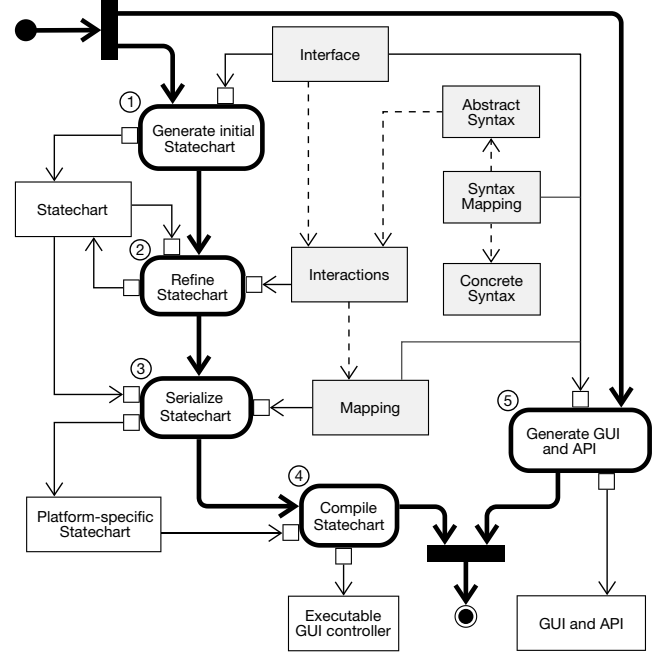 Interface
1
Abstract
Syntax
Generate initial
Statechart
Syntax
Mapping
Statechart
2
Refine
Statechart
Interactions
Concrete
Syntax
3
Serialize
Statechart
Mapping
5
Generate GUI
and API
4
Platform-specific
Statechart
Compile
Statechart
Executable
GUI controller
GUI and API